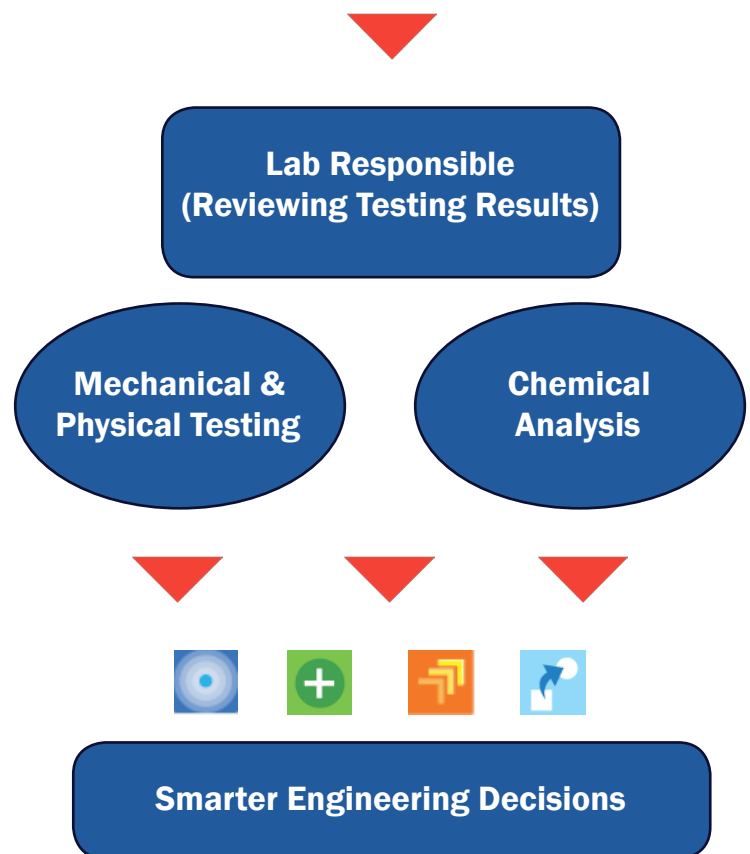 Lab Responsible
(Reviewing Testing Results)
Mechanical &
Physical Testing
Chemical
Analysis
Smarter Engineering Decisions